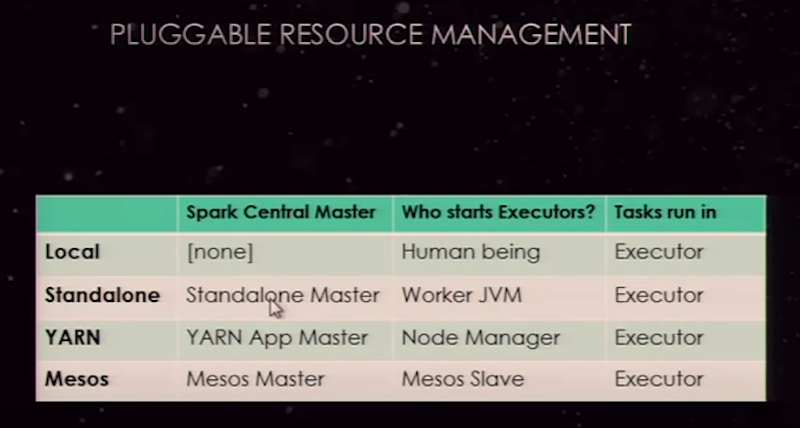 PLUGGABLE RESOURCE MANAGEMENT
Spark Central Master Who starts Executors? Tasks run in
Local [none] Human being Executor
Standalone Standalone Master Worker JVM Executor
YARN YARN App Master Node Manager Executor
Mesos Mesos Master Mesos Slave Executor